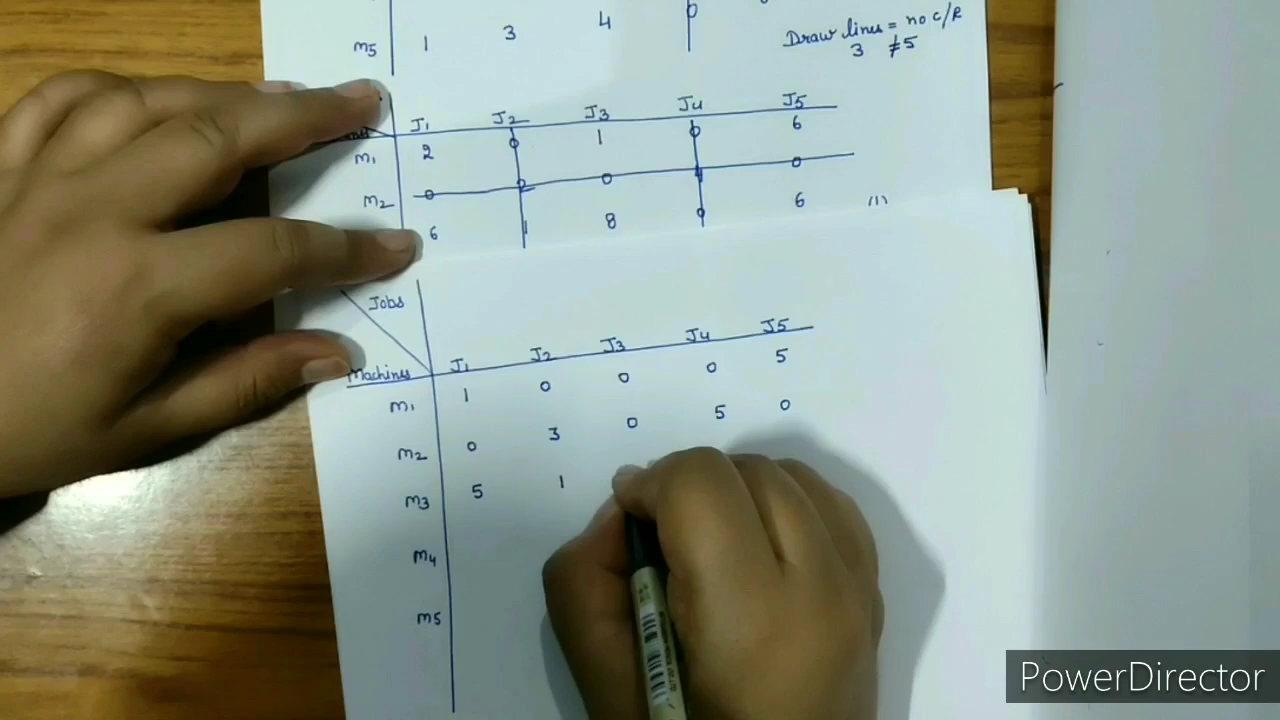 M5 1 3 4 0
Draw lines = no C/R
3 ≠5
J1 J2 J3 J4 J5
M1 2 0 1 0 6
M2 0 0 0 0
6 1 8 0 6 (1)
Jobs
Machines J1 J2 J3 J4 J5
M1 1 0 0 0 5
M2 0 3 0 5 0
M3 5 1
M4
M5
PowerDirector